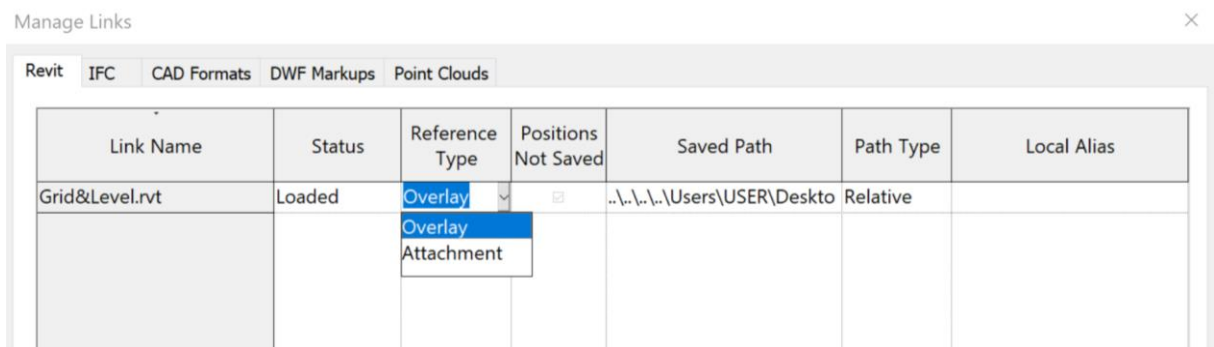 Manage Links
Revit IFC CAD Formats DWF Markups Point Clouds
Link Name Status Reference Type Positions Not Saved Saved Path Path Type Local Alias
Grid&Level.rvt Loaded Overlay ..\..\..\..\Users\USER\Deskto Relative
Overlay
Attachment